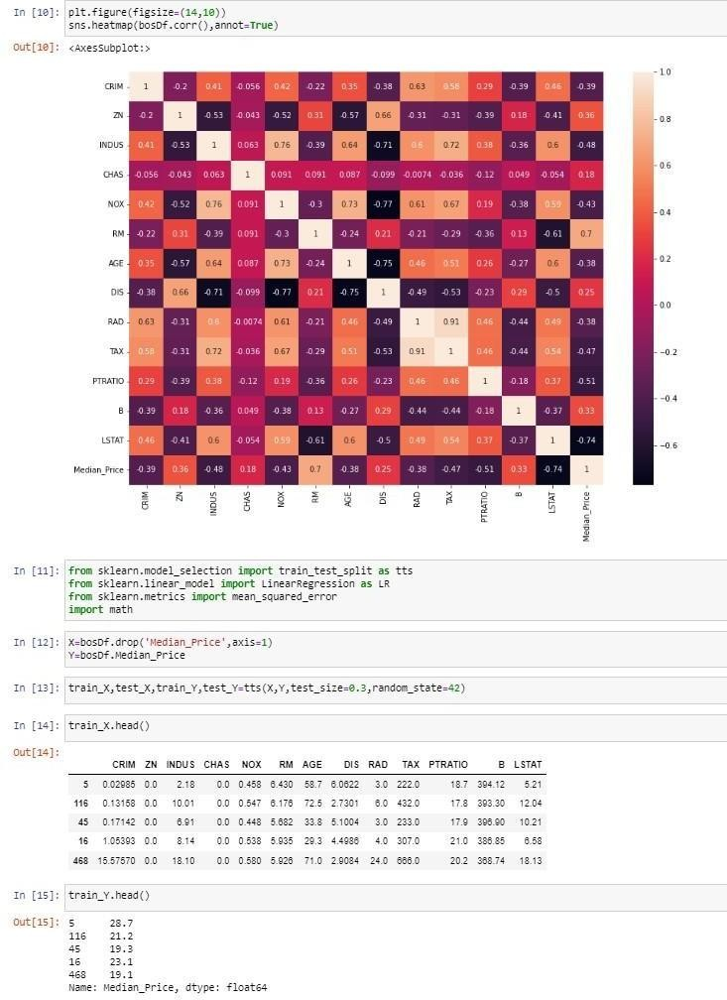 In [10]: plt.figure(figsize=(14,10))
sns.heatmap(bosDf.corr(),annot=True)
Out[10]: <AxesSubplot:>
CRIM 1 -0.2 0.41 -0.056 0.42 -0.22 0.35 -0.38 0.63 0.58 0.29 -0.39 0.46 -0.39
ZN -0.2 1 -0.53 -0.043 -0.52 0.31 -0.57 0.66 -0.31 -0.31 -0.39 0.18 -0.41 0.36
INDUS 0.41 -0.53 1 0.063 0.76 -0.39 0.64 -0.71 0.6 0.72 0.38 -0.36 0.6 -0.48
CHAS -0.056 -0.043 0.063 1 0.091 0.091 0.087 -0.099 -0.0074 -0.036 -0.12 0.049 -0.054 0.18
NOX 0.42 -0.52 0.76 0.091 1 -0.3 0.73 -0.77 0.61 0.67 0.19 -0.38 0.59 -0.43
RM -0.22 0.31 -0.39 0.091 -0.3 1 -0.24 0.21 -0.21 -0.29 -0.36 0.13 -0.61 0.7
AGE 0.35 -0.57 0.64 0.087 0.73 -0.24 1 -0.75 0.46 0.51 0.26 -0.27 0.6 -0.38
DIS -0.38 0.66 -0.71 -0.099 -0.77 0.21 -0.75 1 -0.49 -0.53 -0.23 0.29 -0.5 0.25
RAD 0.63 -0.31 0.6 -0.0074 0.61 -0.21 0.46 -0.49 1 0.91 0.46 -0.44 0.49 -0.38
TAX 0.58 -0.31 0.72 -0.036 0.67 -0.29 0.51 -0.53 0.91 1 0.46 -0.44 0.54 -0.47
PTRATIO 0.29 -0.39 0.38 -0.12 0.19 -0.36 0.26 -0.23 0.46 0.46 1 -0.18 0.37 -0.51
B -0.39 0.18 -0.36 0.049 -0.38 0.13 -0.27 0.29 -0.44 -0.44 -0.18 1 -0.37 0.33
LSTAT 0.46 -0.41 0.6 -0.054 0.59 -0.61 0.6 -0.5 0.49 0.54 0.37 -0.37 1 -0.74
Median_Price -0.39 0.36 -0.48 0.18 -0.43 0.7 -0.38 0.25 -0.38 -0.47 -0.51 0.33 -0.74 1
CRIM ZN INDUS CHAS NOX RM AGE DIS RAD TAX PTRATIO B LSTAT Median_Price
1.0
0.8
0.6
0.4
0.2
0.0
-0.2
-0.4
-0.6
In [11]: from sklearn.model_selection import train_test_split as tts
from sklearn.linear_model import LinearRegression as LR
from sklearn.metrics import mean_squared_error
import math
In [12]: X=bosDf.drop('Median_Price',axis=1)
Y=bosDf.Median_Price
In [13]: train_X,test_X,train_Y,test_Y=tts(X,Y,test_size=0.3,random_state=42)
In [14]: train_X.head()
Out[14]:
CRIM ZN INDUS CHAS NOX RM AGE DIS RAD TAX PTRATIO B LSTAT
5 0.02985 0.0 2.18 0.0 0.458 6.430 58.7 6.0622 3.0 222.0 18.7 394.12 5.21
116 0.13158 0.0 10.01 0.0 0.547 6.176 72.5 2.7301 6.0 432.0 17.8 393.30 12.04
45 0.17142 0.0 6.91 0.0 0.448 5.682 33.8 5.1004 3.0 233.0 17.9 396.90 10.21
16 1.05393 0.0 8.14 0.0 0.538 5.935 29.3 4.4986 4.0 307.0 21.0 386.85 6.58
468 15.57570 0.0 18.10 0.0 0.580 5.926 71.0 2.9084 24.0 666.0 20.2 368.74 18.13
In [15]: train_Y.head()
Out[15]: 5 28.7
116 21.2
45 19.3
16 23.1
468 19.1
Name: Median_Price, dtype: float64